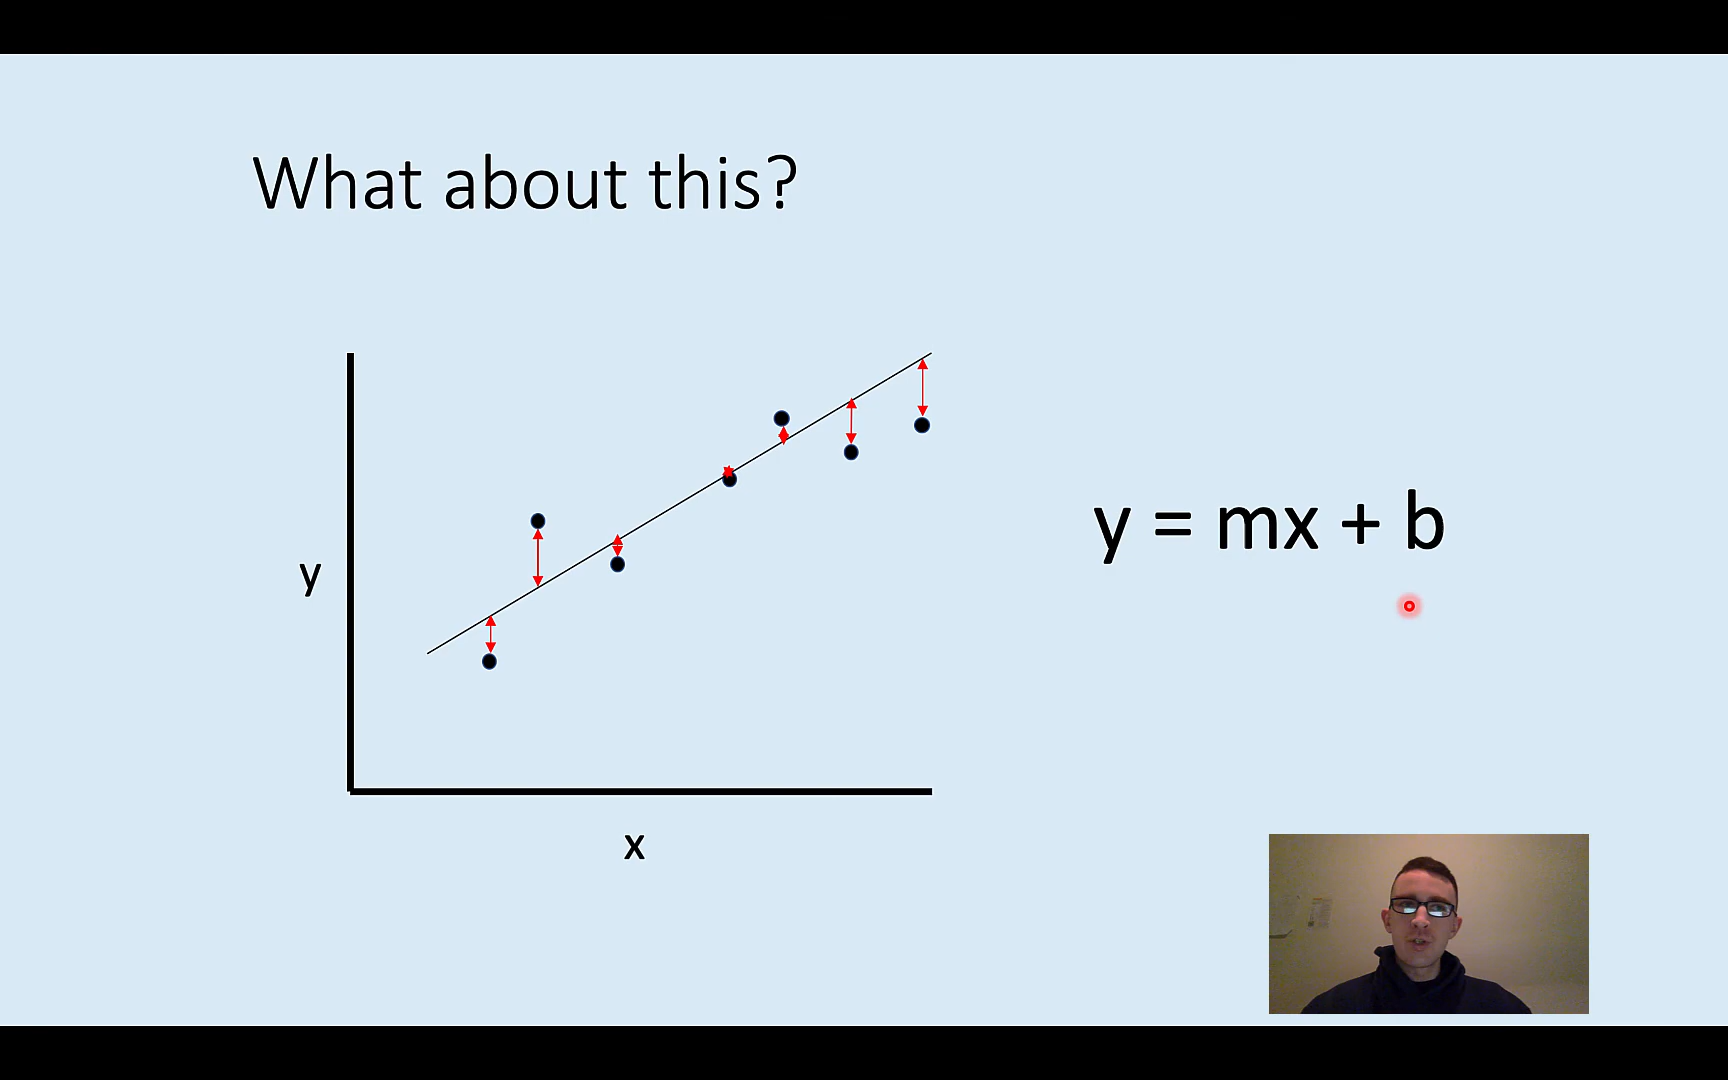 What about this?
y = mx + b
y
x